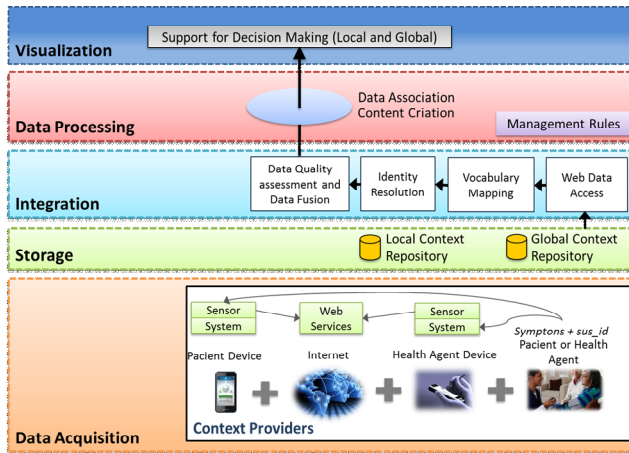 Support for Decision Making (Local and Global)
Visualization
Data Association
Content Criation
Data Processing
Management Rules
Data Quality
assessment and
Data Fusion
Identity
Resolution
Vocabulary
Mapping
Web Data
Access
Integration
Local Context
Repository
Global Context
Repository
Storage
Sensor
System
Web
Services
Sensor
System
Symptons + sus_id
Pacient or Health
Agent
Pacient Device
Internet
Health Agent Device
Context Providers
Data Acquisition